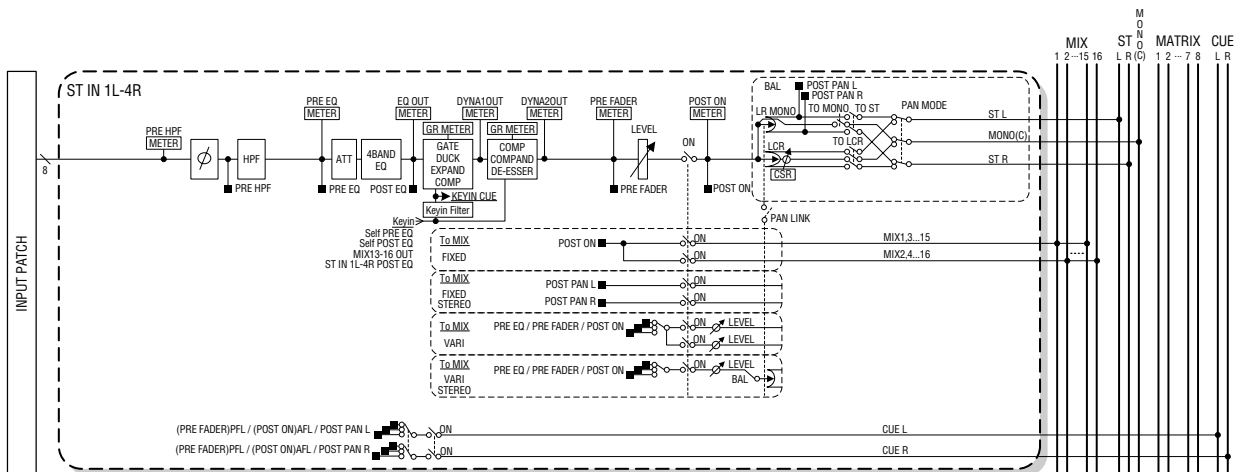 MONO(C)
MIX ST MATRIX CUE
1 2 ··· 15 16 L R 1 2 ··· 7 8 L R
INPUT PATCH
ST IN 1L-4R
8
PRE HPF
METER
ø
PRE HPF
HPF
PRE EQ
METER
PRE EQ
ATT
4BAND
EQ
EQ OUT
METER
POST EQ
DYNA1OUT
METER
GR METER
GATE
DUCK
EXPAND
COMP
KEYIN CUE
Keyin Filter
DYNA2OUT
METER
GR METER
COMP
COMPAND
DE-ESSER
PRE FADER
METER
PRE FADER
LEVEL
ON
POST ON
METER
POST ON
BAL
POST PAN L
POST PAN R
LR MONO
TO MONO
TO ST
PAN MODE
LCR
CSR
TO LCR
ST L
MONO(C)
ST R
PAN LINK
Keyin
Self PRE EQ
Self POST EQ
MIX13-16 OUT
ST IN 1L-4R POST EQ
To MIX
FIXED
POST ON
ON
ON
MIX1,3...15
MIX2,4...16
To MIX
FIXED
STEREO
POST PAN L
ON
POST PAN R
ON
To MIX
VARI
PRE EQ / PRE FADER / POST ON
ON
LEVEL
ON
LEVEL
To MIX
VARI
STEREO
PRE EQ / PRE FADER / POST ON
ON
LEVEL
BAL
(PRE FADER)PFL / (POST ON)AFL / POST PAN L
ON
CUE L
(PRE FADER)PFL / (POST ON)AFL / POST PAN R
ON
CUE R